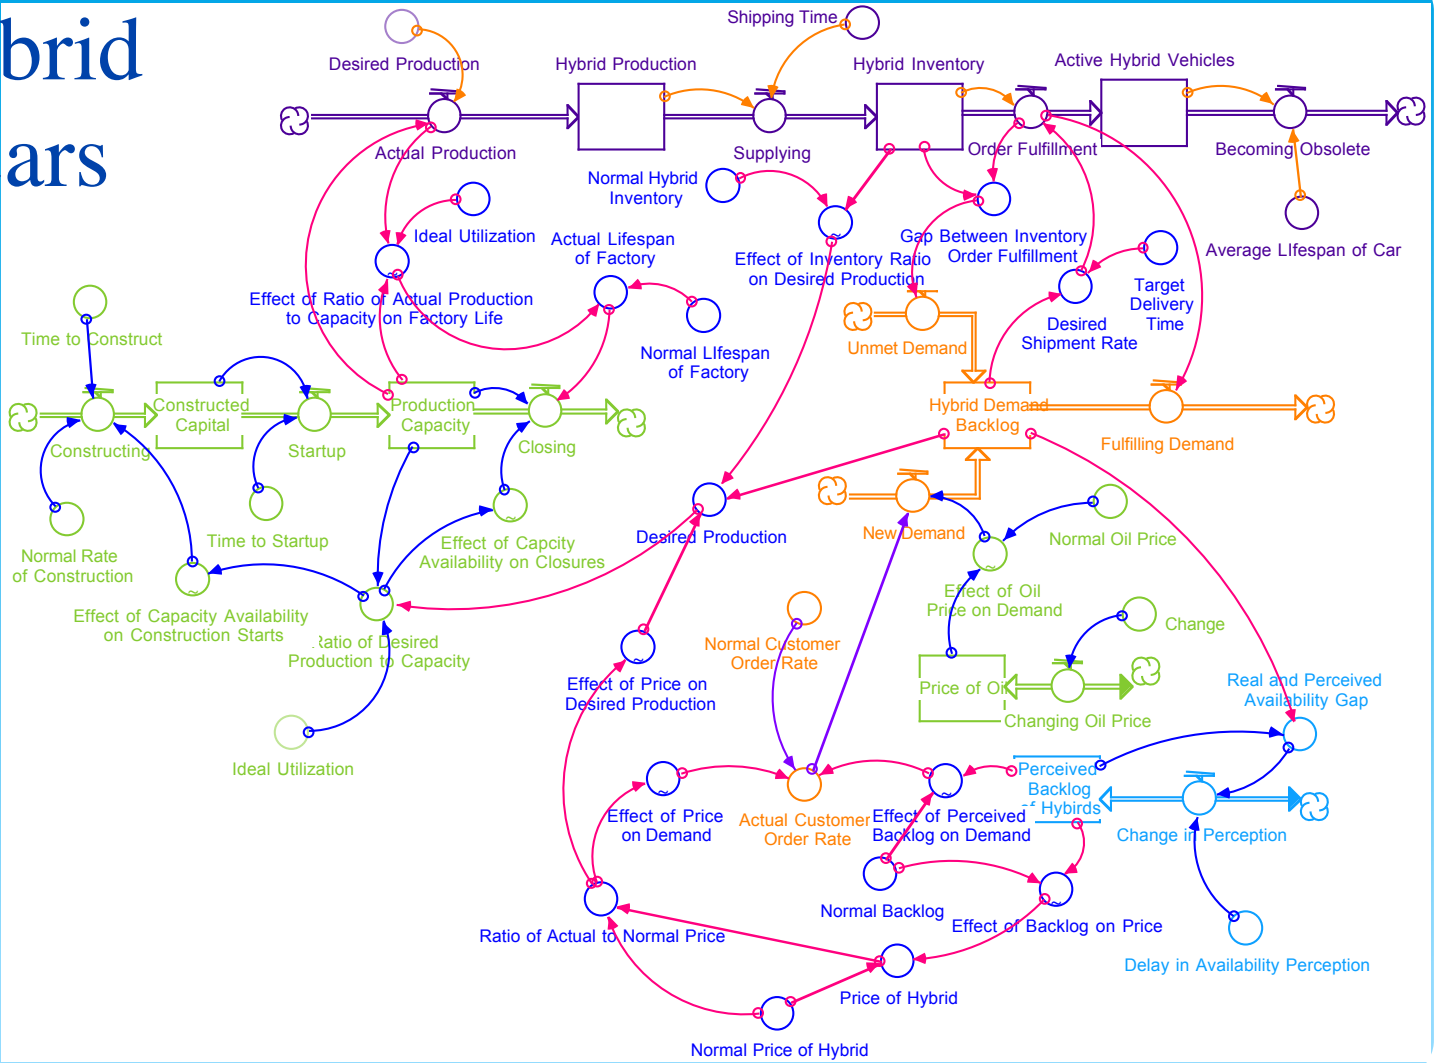 brid
ars
Shipping Time
Desired Production
Hybrid Production
Hybrid Inventory
Active Hybrid Vehicles
Actual Production
Supplying
Order Fulfillment
Becoming Obsolete
Normal Hybrid
Inventory
Ideal Utilization
Actual Lifespan
of Factory
Effect of Inventory Ratio
on Desired Production
Gap Between Inventory
Order Fulfillment
Average LIfespan of Car
Effect of Ratio of Actual Production
to Capacity on Factory Life
Target
Delivery
Time
Desired
Shipment Rate
Time to Construct
Normal LIfespan
of Factory
Unmet Demand
Constructed
Capital
Production
Capacity
Hybrid Demand
Backlog
Constructing
Startup
Closing
Fulfilling Demand
Normal Rate
of Construction
Time to Startup
Effect of Capcity
Availability on Closures
Desired Production
New Demand
Normal Oil Price
Effect of Capacity Availability
on Construction Starts
Effect of Oil
Price on Demand
Ratio of Desired
Production to Capacity
Normal Customer
Order Rate
Change
Effect of Price on
Desired Production
Price of Oil
Changing Oil Price
Real and Perceived
Availability Gap
Ideal Utilization
Perceived
Backlog
of Hybirds
Effect of Price
on Demand
Actual Customer
Order Rate
Effect of Perceived
Backlog on Demand
Change in Perception
Normal Backlog
Effect of Backlog on Price
Ratio of Actual to Normal Price
Delay in Availability Perception
Price of Hybrid
Normal Price of Hybrid